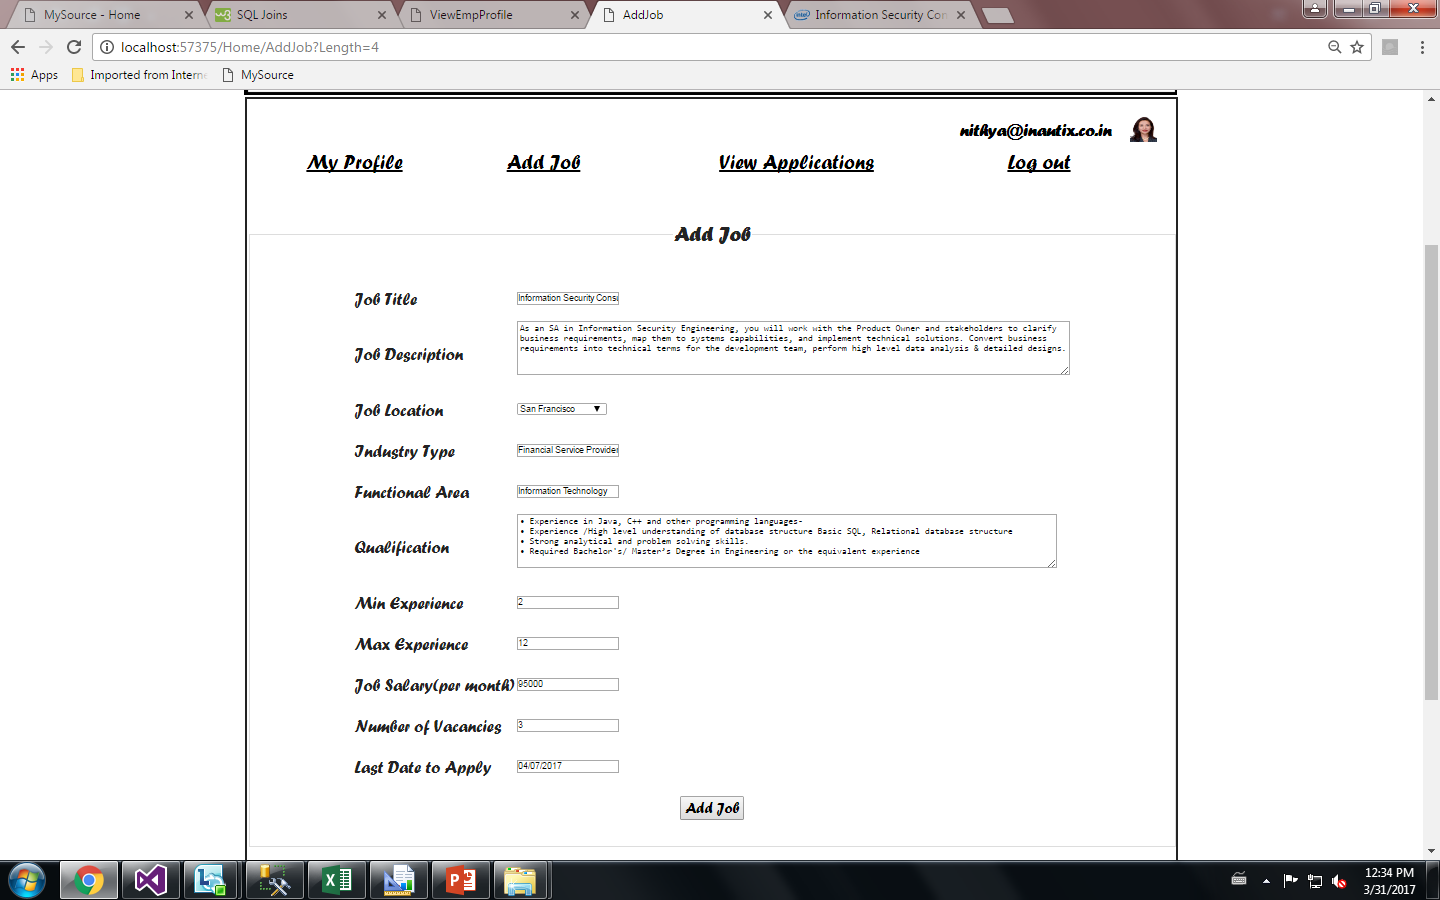 MySource - Home
SQL Joins
ViewEmpProfile
AddJob
Information Security Con
localhost:57375/Home/AddJob?Length=4
Apps
Imported from Intern
MySource
nithya@inautix.co.in
My Profile
Add Job
View Applications
Log out
Add Job
Job Title
Information Security Consu
Job Description
As an SA in Information Security Engineering, you will work with the Product Owner and stakeholders to clarify
business requirements, map them to systems capabilities, and implement technical solutions. Convert business
requirements into technical terms for the development team, perform high level data analysis & detailed designs.
Job Location
San Francisco
Industry Type
Financial Service Provider
Functional Area
Information Technology
Qualification
• Experience in Java, C++ and other programming languages-
• Experience /High level understanding of database structure Basic SQL, Relational database structure
• Strong analytical and problem solving skills.
• Required Bachelor's/ Master’s Degree in Engineering or the equivalent experience
Min Experience
2
Max Experience
12
Job Salary(per month)
95000
Number of Vacancies
3
Last Date to Apply
04/07/2017
Add Job
12:34 PM
3/31/2017